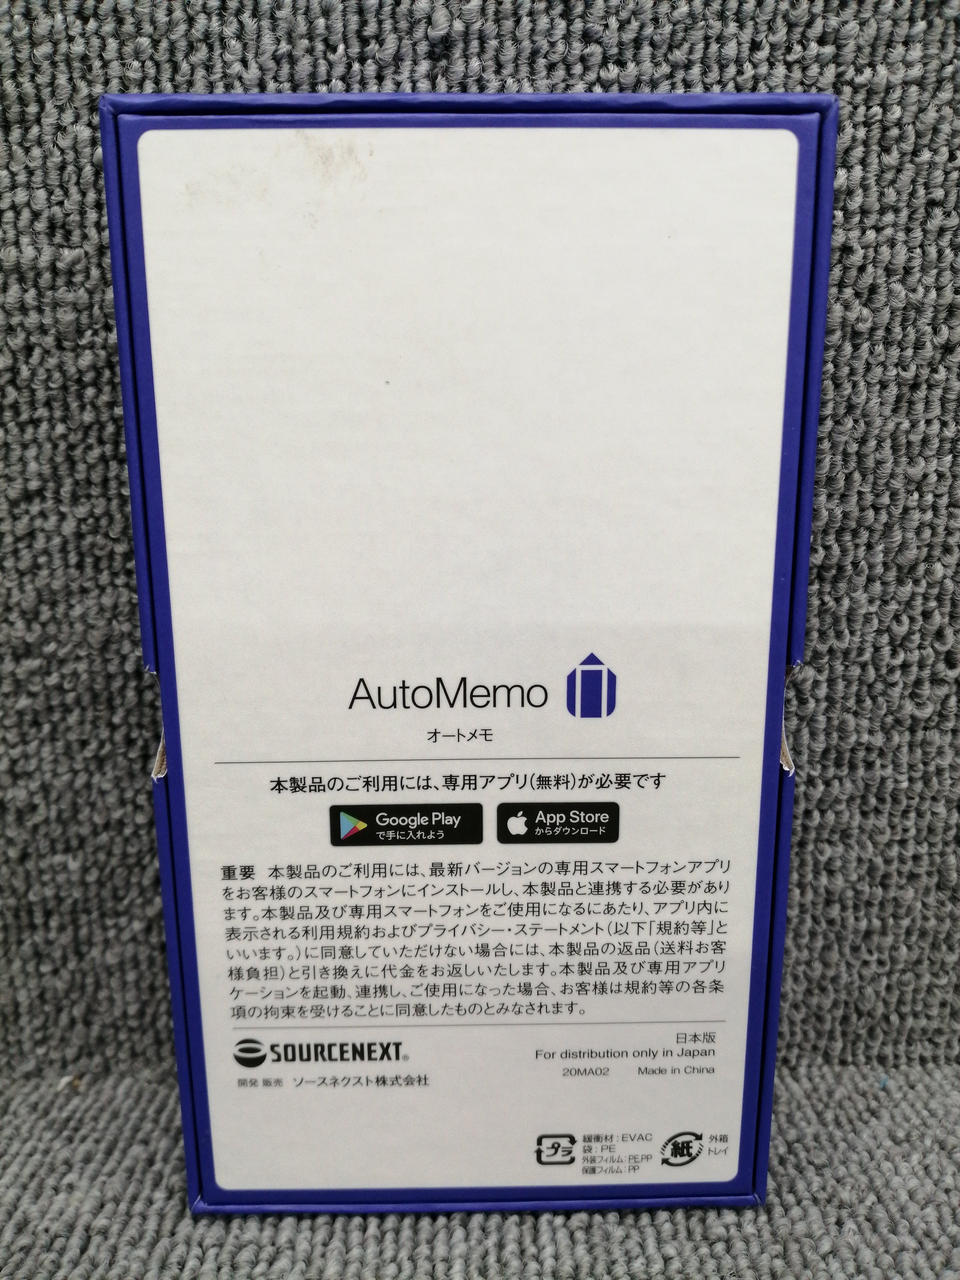 AutoMemo
オートメモ
本製品のご利用には、専用アプリ(無料)が必要です
Google Play
で手に入れよう
App Store
からダウンロード
重要 本製品のご利用には、最新バージョンの専用スマートフォンアプリ
をお客様のスマートフォンにインストールし、本製品と連携する必要があり
ます。本製品及び専用スマートフォンをご使用になるにあたり、アプリ内に
表示される利用規約およびプライバシー・ステートメント(以下「規約等」と
いいます。)に同意していただけない場合には、本製品の返品(送料お客
様負担)と引き換えに代金をお返しいたします。本製品及び専用アプリ
ケーションを起動、連携し、ご使用になった場合、お客様は規約等の各条
項の拘束を受けることに同意したものとみなされます。
SOURCENEXT®
開発 販売 ソースネクスト株式会社
日本版
For distribution only in Japan
20MA02 Made in China
プラ
緩衝材:EVAC
袋:PE
外装フィルム:PE,PP
保護フィルム:PP
紙
外箱
トレイ